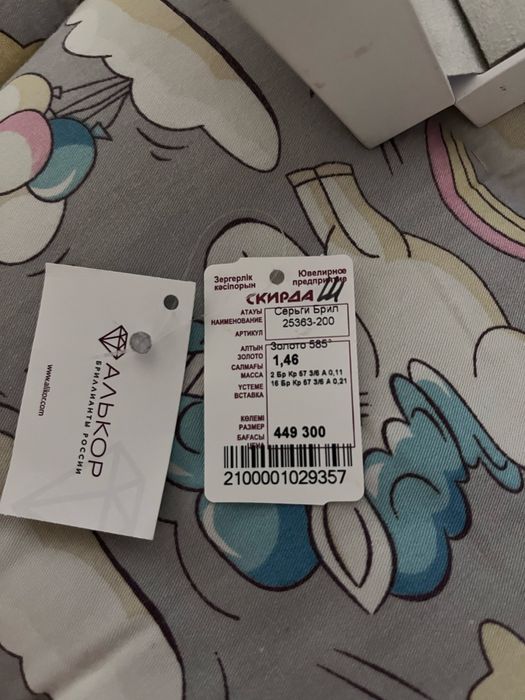 АЛЬКОР
БРИЛЛИАНТЫ РОССИИ
www.alkor.com
Зергерлік
кәсіпорын
Ювелирное
предприятие
СКИРДА
АТАУЫ
НАИМЕНОВАНИЕ
Серьги Брил
25363-200
АРТИКУЛ
АЛТЫН
ЗОЛОТО
Золото 585°
САЛМАҒЫ
МАССА
1,46
ҮСТЕМЕ
ВСТАВКА
2 Бр Кр 57 3/6 А 0,11
16 Бр Кр 57 3/6 А 0,21
КӨЛЕМІ
РАЗМЕР
БАҒАСЫ
449 300
2100001029357